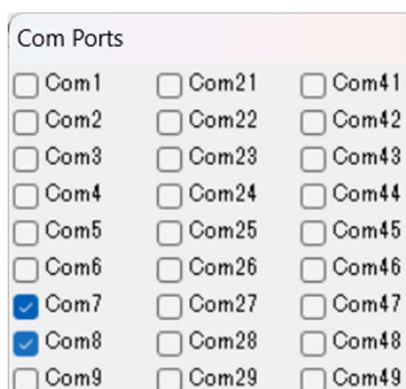 Com Ports
Com1 Com21 Com41
Com2 Com22 Com42
Com3 Com23 Com43
Com4 Com24 Com44
Com5 Com25 Com45
Com6 Com26 Com46
Com7 Com27 Com47
Com8 Com28 Com48
Com9 Com29 Com49